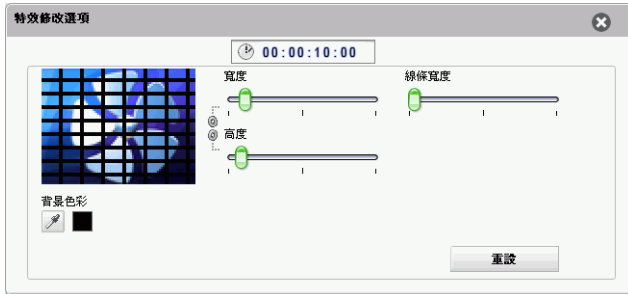 特效修改選項
00:00:10:00
寬度
線條寬度
高度
背景色彩
重設